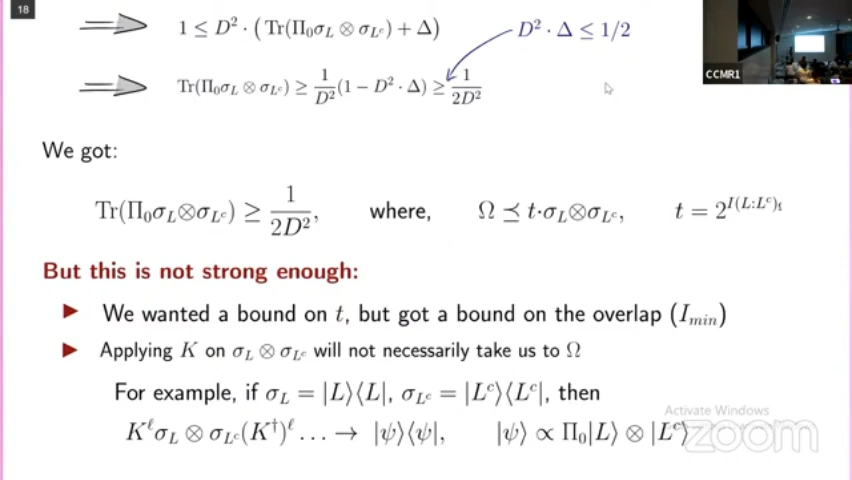 18
⟹ 1 ≤ D² · (Tr(Π₀σ_L ⊗ σ_{L^c}) + Δ)
D² · Δ ≤ 1/2
⟹ Tr(Π₀σ_L ⊗ σ_{L^c}) ≥ 1/D² (1 − D² · Δ) ≥ 1/2D²
CCMR1
We got:
Tr(Π₀σ_L⊗σ_{L^c}) ≥ 1/2D², where, Ω ⪯ t·σ_L⊗σ_{L^c}, t = 2^{I(L:L^c)}
But this is not strong enough:
▶ We wanted a bound on t, but got a bound on the overlap (I_{min})
▶ Applying K on σ_L ⊗ σ_{L^c} will not necessarily take us to Ω
For example, if σ_L = |L⟩⟨L|, σ_{L^c} = |L^c⟩⟨L^c|, then
K^ℓ σ_L ⊗ σ_{L^c}(K^†)^ℓ … → |ψ⟩⟨ψ|, |ψ⟩ ∝ Π₀|L⟩ ⊗ |L^c⟩
Activate Windows
zoom